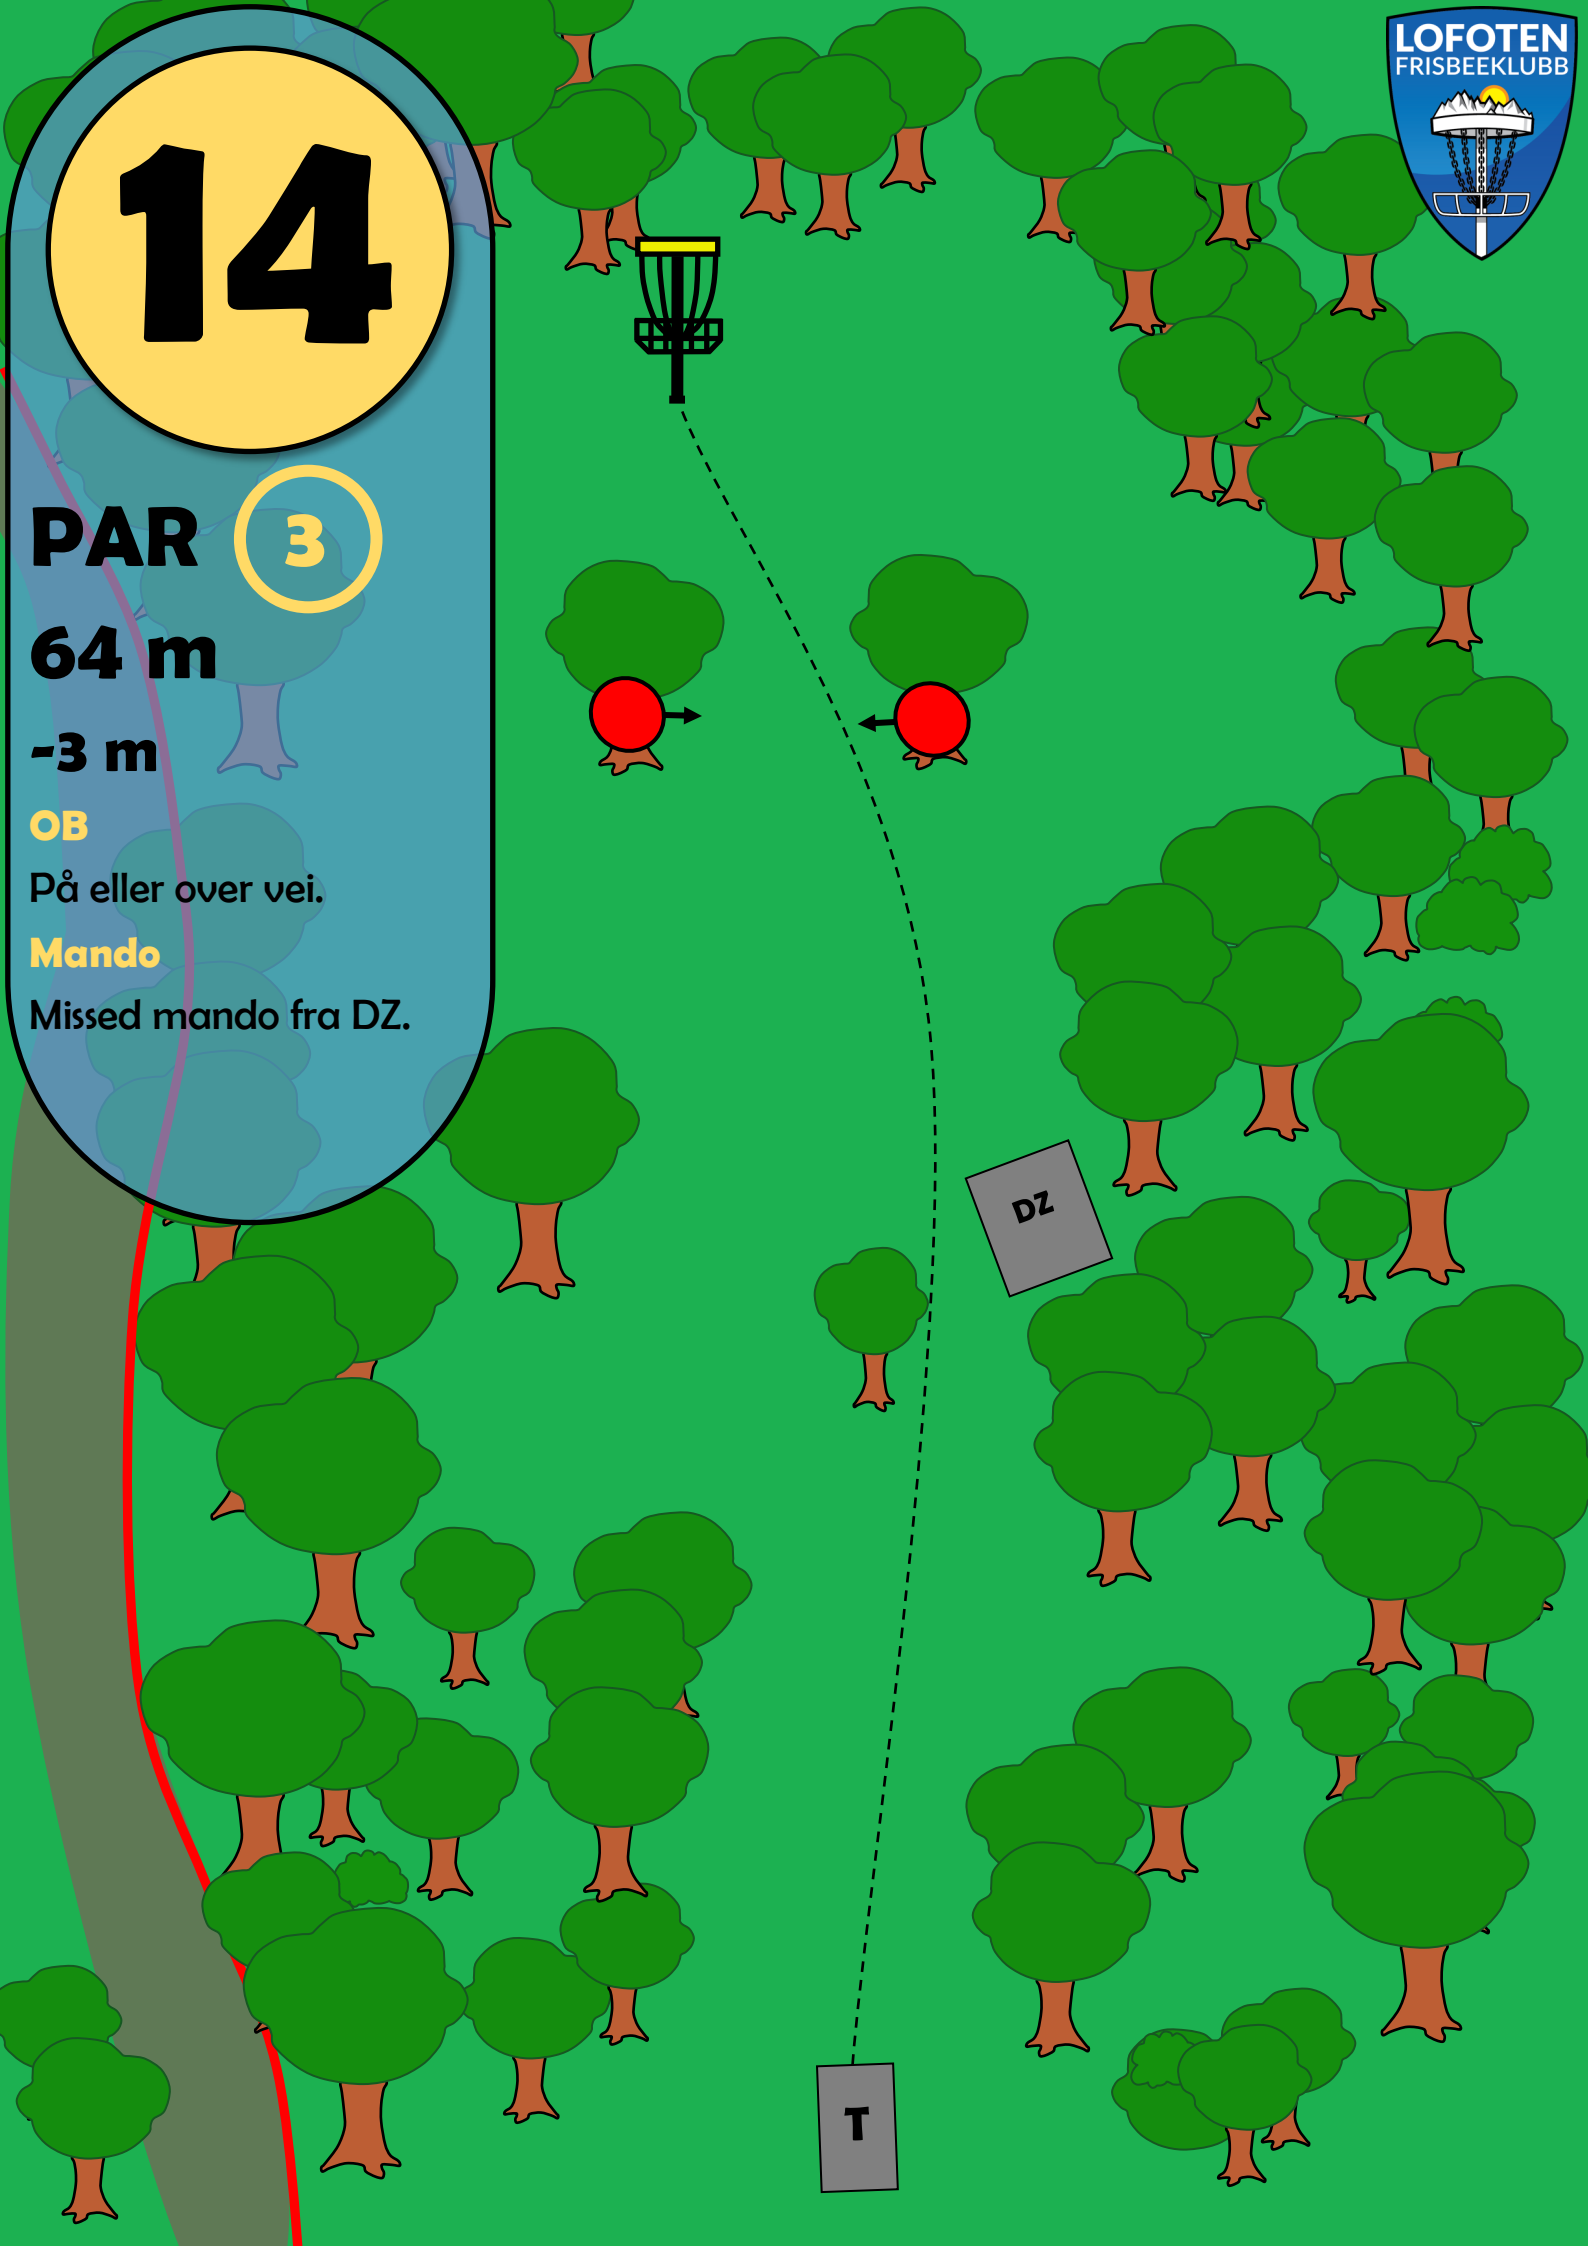 14
LOFOTEN
FRISBEEKLUBB
PAR 3
64 m
-3 m
OB
På eller over vei.
Mando
Missed mando fra DZ.
DZ
T